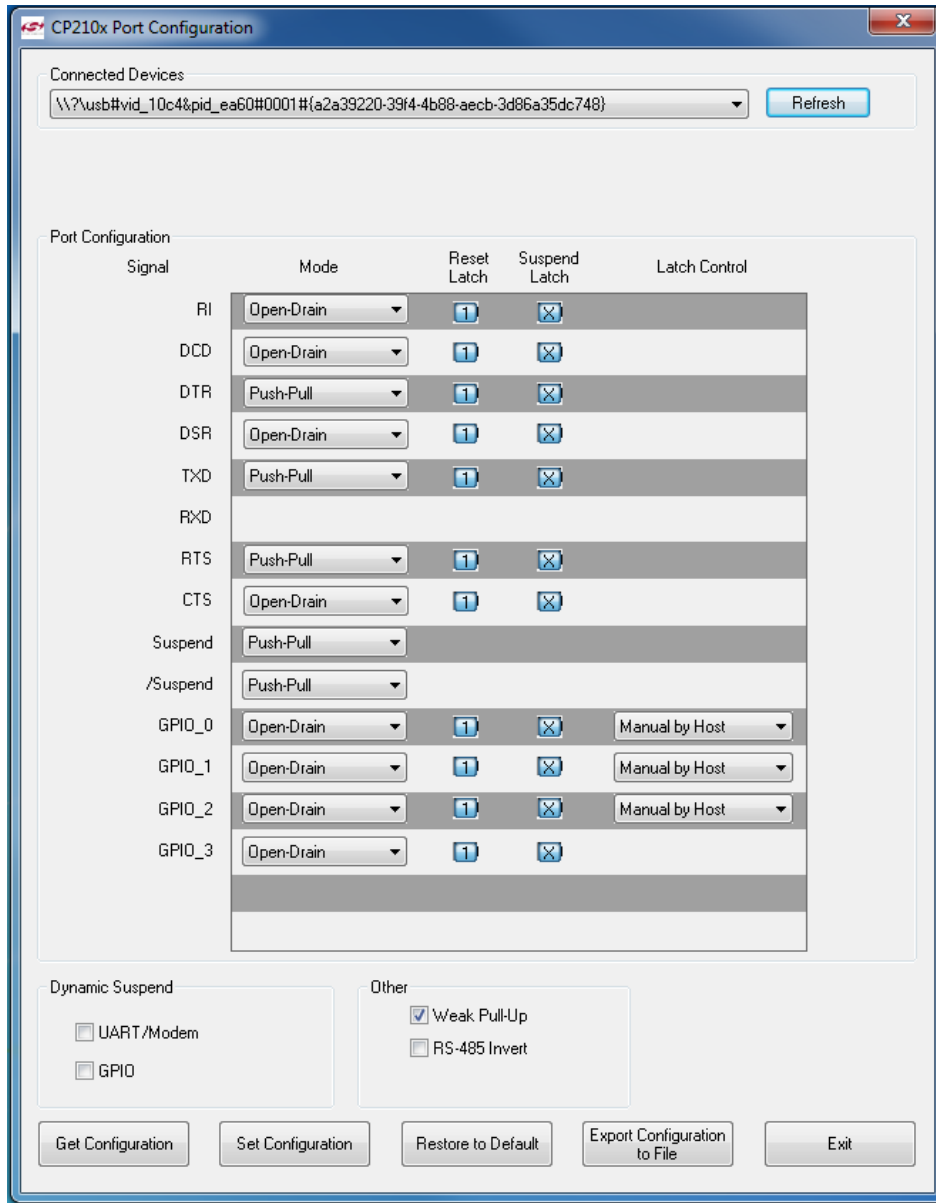 CP210x Port Configuration
Connected Devices
\\?\usb#vid_10c4&pid_ea60#0001#{a2a39220-39f4-4b88-aecb-3d86a35dc748}
Refresh
Port Configuration
Signal Mode Reset Latch Suspend Latch Latch Control
RI Open-Drain 1 X
DCD Open-Drain 1 X
DTR Push-Pull 1 X
DSR Open-Drain 1 X
TXD Push-Pull 1 X
RXD
RTS Push-Pull 1 X
CTS Open-Drain 1 X
Suspend Push-Pull
/Suspend Push-Pull
GPIO_0 Open-Drain 1 X Manual by Host
GPIO_1 Open-Drain 1 X Manual by Host
GPIO_2 Open-Drain 1 X Manual by Host
GPIO_3 Open-Drain 1 X
Dynamic Suspend
UART/Modem
GPIO
Other
Weak Pull-Up
RS-485 Invert
Get Configuration
Set Configuration
Restore to Default
Export Configuration
to File
Exit